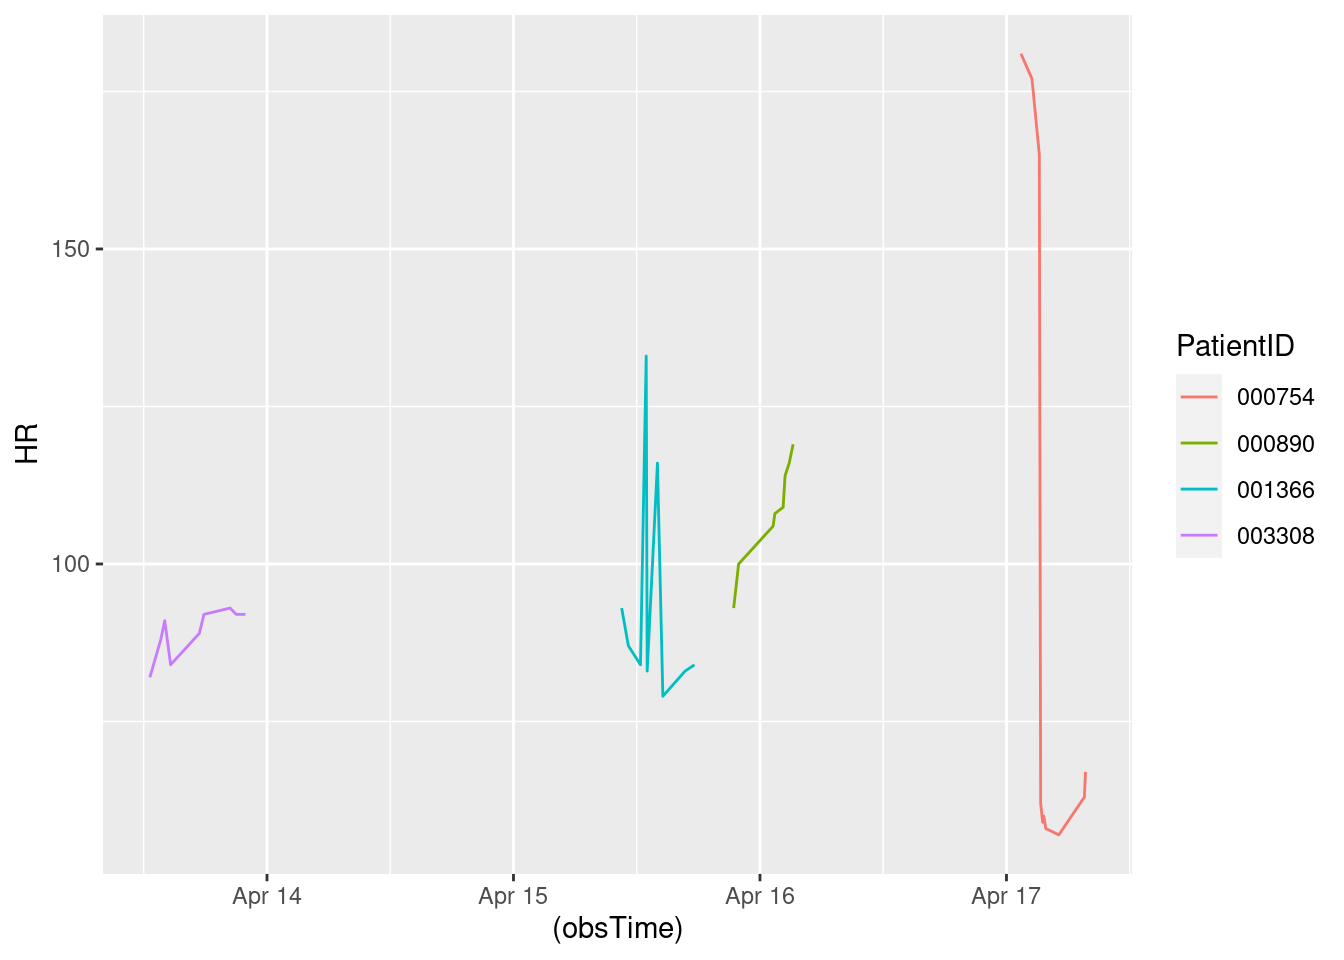 HR
150
100
Apr 14
Apr 15
Apr 16
Apr 17
(obsTime)
PatientID
000754
000890
001366
003308